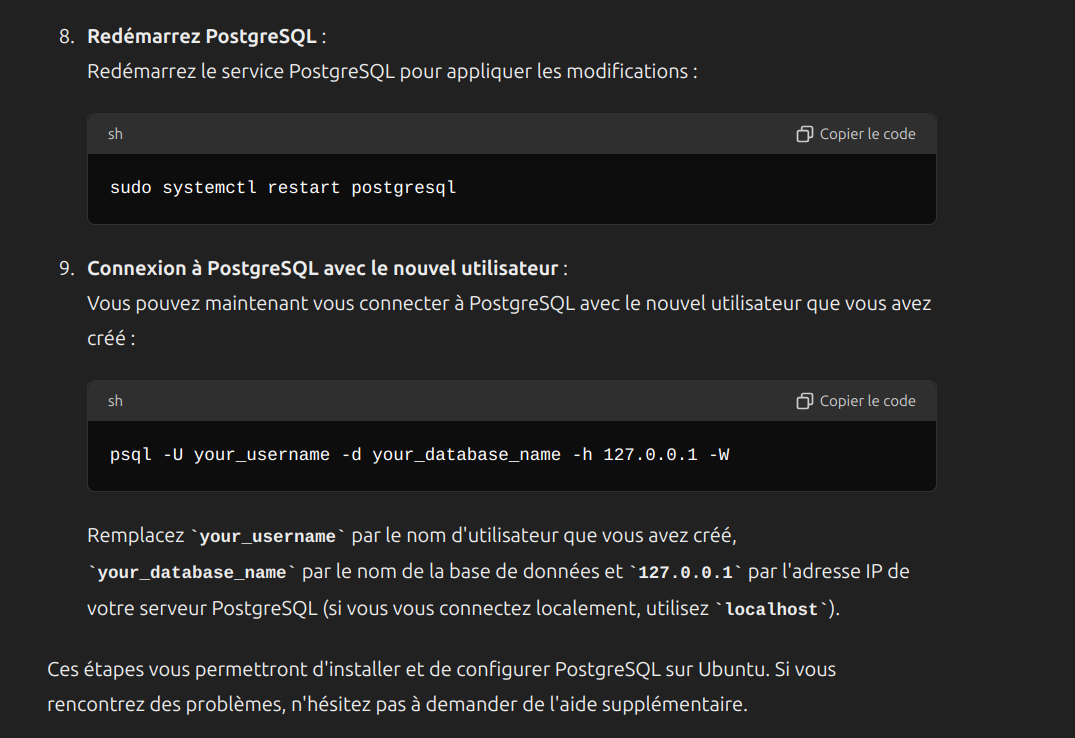 8. Redémarrez PostgreSQL :
Redémarrez le service PostgreSQL pour appliquer les modifications :
sh Copier le code
sudo systemctl restart postgresql
9. Connexion à PostgreSQL avec le nouvel utilisateur :
Vous pouvez maintenant vous connecter à PostgreSQL avec le nouvel utilisateur que vous avez
créé :
sh Copier le code
psql -U your_username -d your_database_name -h 127.0.0.1 -W
Remplacez `your_username` par le nom d'utilisateur que vous avez créé,
`your_database_name` par le nom de la base de données et `127.0.0.1` par l'adresse IP de
votre serveur PostgreSQL (si vous vous connectez localement, utilisez `localhost`).
Ces étapes vous permettront d'installer et de configurer PostgreSQL sur Ubuntu. Si vous
rencontrez des problèmes, n'hésitez pas à demander de l'aide supplémentaire.